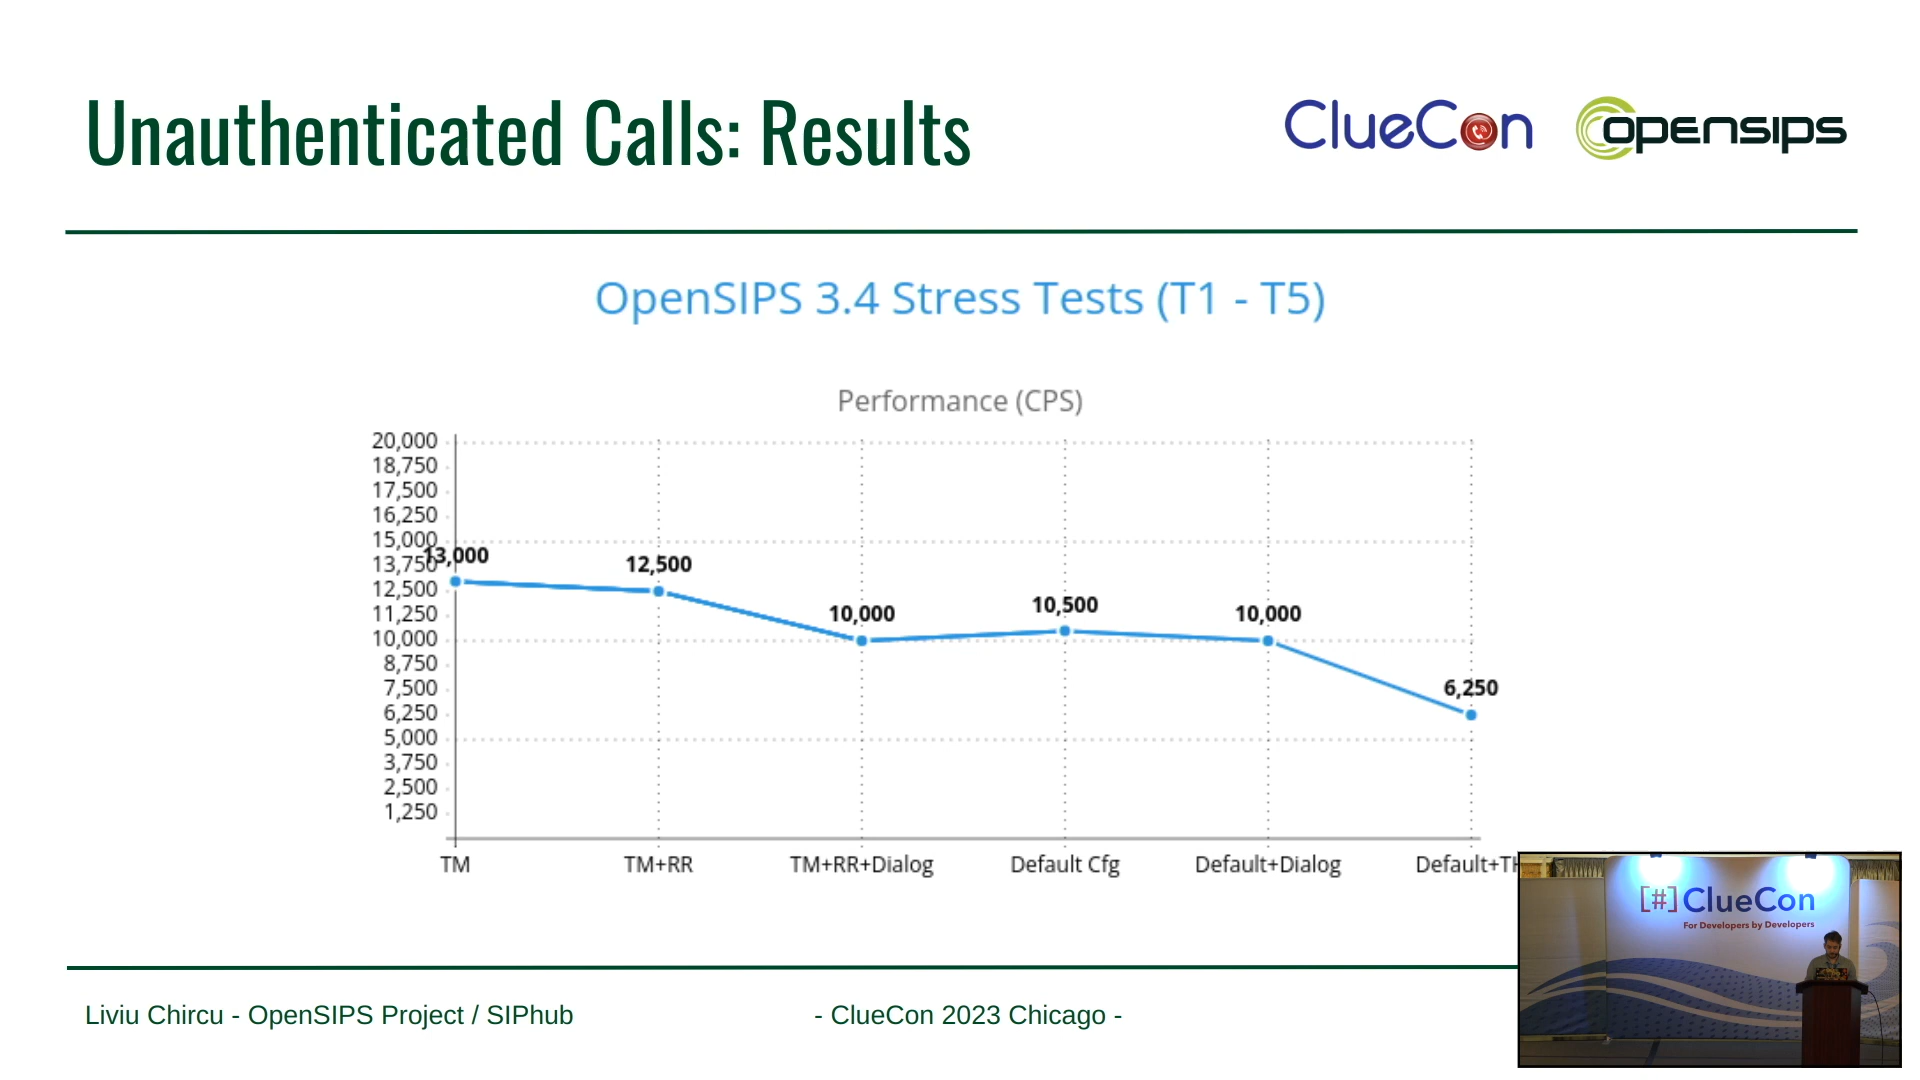 Unauthenticated Calls: Results
ClueCon
opensips
OpenSIPS 3.4 Stress Tests (T1 - T5)
Performance (CPS)
20,000
18,750
17,500
16,250
15,000
13,750
12,500
11,250
10,000
8,750
7,500
6,250
5,000
3,750
2,500
1,250
13,000
12,500
10,000
10,500
10,000
6,250
TM
TM+RR
TM+RR+Dialog
Default Cfg
Default+Dialog
[#] ClueCon
For Developers by Developers
Liviu Chircu - OpenSIPS Project / SIPhub
- ClueCon 2023 Chicago -